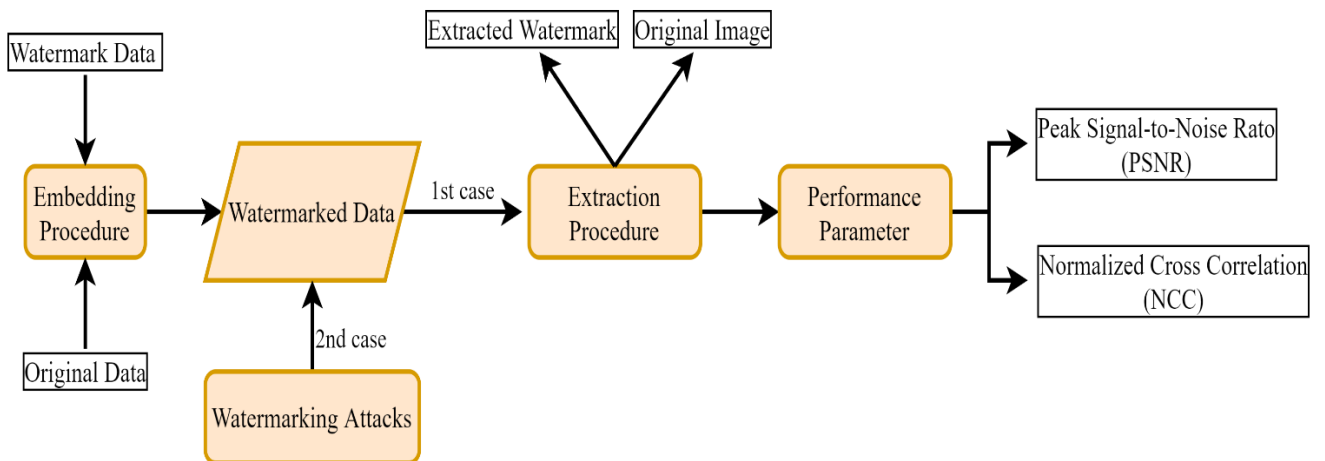 Extracted Watermark
Original Image
Watermark Data
Peak Signal-to-Noise Rato
(PSNR)
Embedding
Procedure
Watermarked Data
1st case
Extraction
Procedure
Performance
Parameter
Normalized Cross Correlation
(NCC)
2nd case
Original Data
Watermarking Attacks